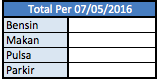 Total Per 07/05/2016
Bensin
Makan
Pulsa
Parkir